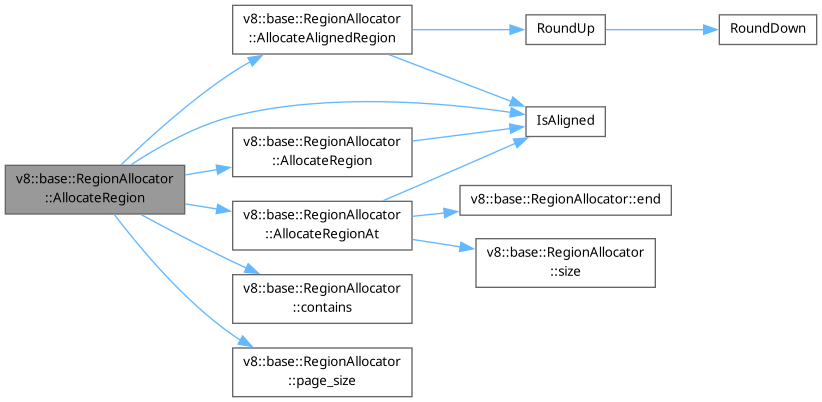 v8::base::RegionAllocator
::AllocateRegion
v8::base::RegionAllocator
::AllocateAlignedRegion
RoundUp
RoundDown
IsAligned
v8::base::RegionAllocator
::AllocateRegion
v8::base::RegionAllocator
::AllocateRegionAt
v8::base::RegionAllocator::end
v8::base::RegionAllocator
::size
v8::base::RegionAllocator
::contains
v8::base::RegionAllocator
::page_size